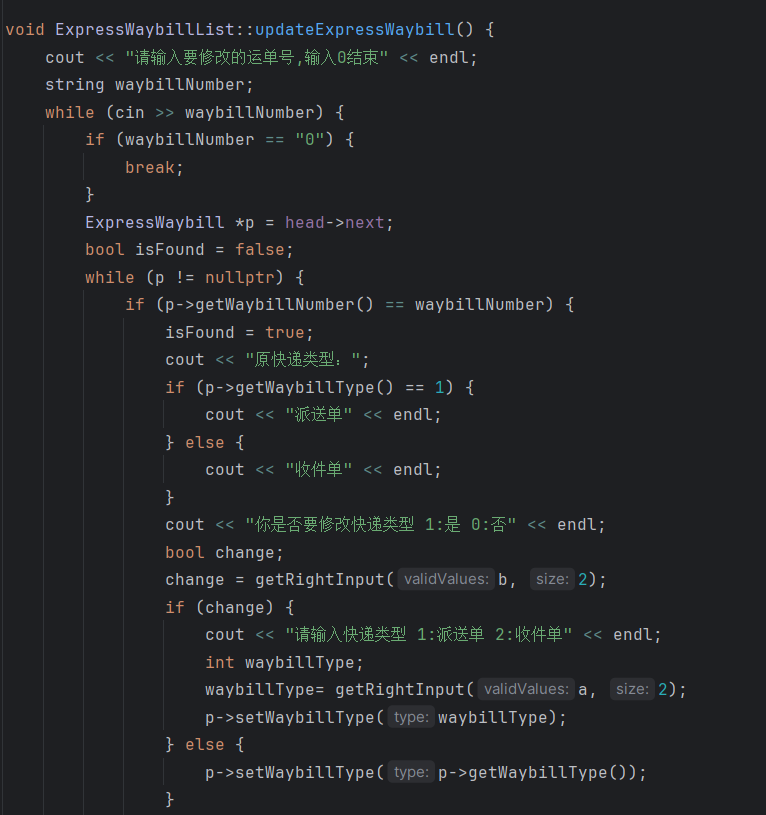 void ExpressWaybillList::updateExpressWaybill() {
    cout << "请输入要修改的运单号,输入0结束" << endl;
    string waybillNumber;
    while (cin >> waybillNumber) {
        if (waybillNumber == "0") {
            break;
        }
        ExpressWaybill *p = head->next;
        bool isFound = false;
        while (p != nullptr) {
            if (p->getWaybillNumber() == waybillNumber) {
                isFound = true;
                cout << "原快递类型：";
                if (p->getWaybillType() == 1) {
                    cout << "派送单" << endl;
                } else {
                    cout << "收件单" << endl;
                }
                cout << "你是否要修改快递类型 1:是 0:否" << endl;
                bool change;
                change = getRightInput( validValues: b, size: 2);
                if (change) {
                    cout << "请输入快递类型 1:派送单 2:收件单" << endl;
                    int waybillType;
                    waybillType= getRightInput( validValues: a, size: 2);
                    p->setWaybillType( type: waybillType);
                } else {
                    p->setWaybillType( type: p->getWaybillType());
                }